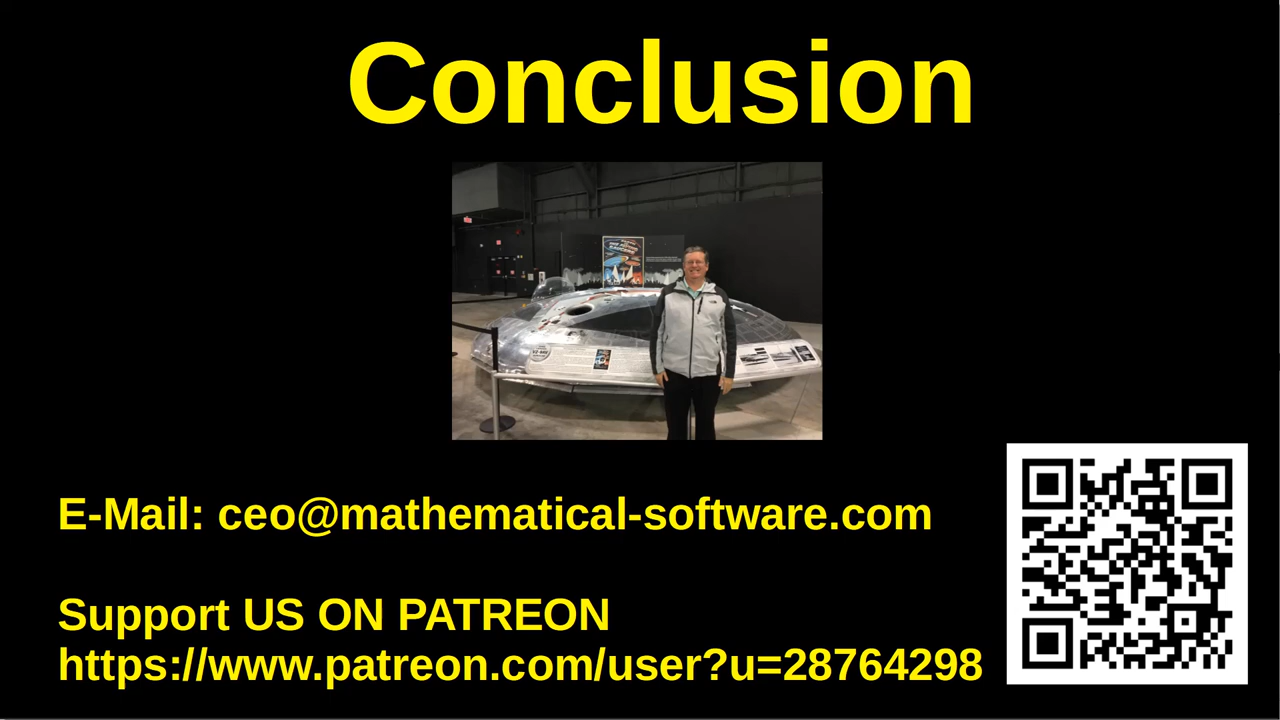 Conclusion
E-Mail: ceo@mathematical-software.com
Support US ON PATREON
https://www.patreon.com/user?u=28764298